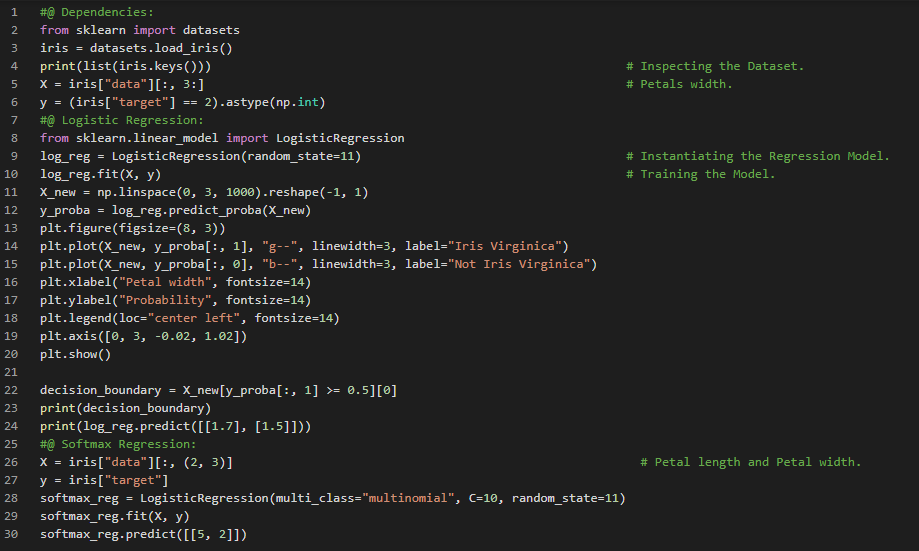 1 #@ Dependencies:
2 from sklearn import datasets
3 iris = datasets.load_iris()
4 print(list(iris.keys())) # Inspecting the Dataset.
5 X = iris["data"][:, 3:] # Petals width.
6 y = (iris["target"] == 2).astype(np.int)
7 #@ Logistic Regression:
8 from sklearn.linear_model import LogisticRegression
9 log_reg = LogisticRegression(random_state=11) # Instantiating the Regression Model.
10 log_reg.fit(X, y) # Training the Model.
11 X_new = np.linspace(0, 3, 1000).reshape(-1, 1)
12 y_proba = log_reg.predict_proba(X_new)
13 plt.figure(figsize=(8, 3))
14 plt.plot(X_new, y_proba[:, 1], "g--", linewidth=3, label="Iris Virginica")
15 plt.plot(X_new, y_proba[:, 0], "b--", linewidth=3, label="Not Iris Virginica")
16 plt.xlabel("Petal width", fontsize=14)
17 plt.ylabel("Probability", fontsize=14)
18 plt.legend(loc="center left", fontsize=14)
19 plt.axis([0, 3, -0.02, 1.02])
20 plt.show()
21
22 decision_boundary = X_new[y_proba[:, 1] >= 0.5][0]
23 print(decision_boundary)
24 print(log_reg.predict([[1.7], [1.5]]))
25 #@ Softmax Regression:
26 X = iris["data"][:, (2, 3)] # Petal length and Petal width.
27 y = iris["target"]
28 softmax_reg = LogisticRegression(multi_class="multinomial", C=10, random_state=11)
29 softmax_reg.fit(X, y)
30 softmax_reg.predict([[5, 2]])